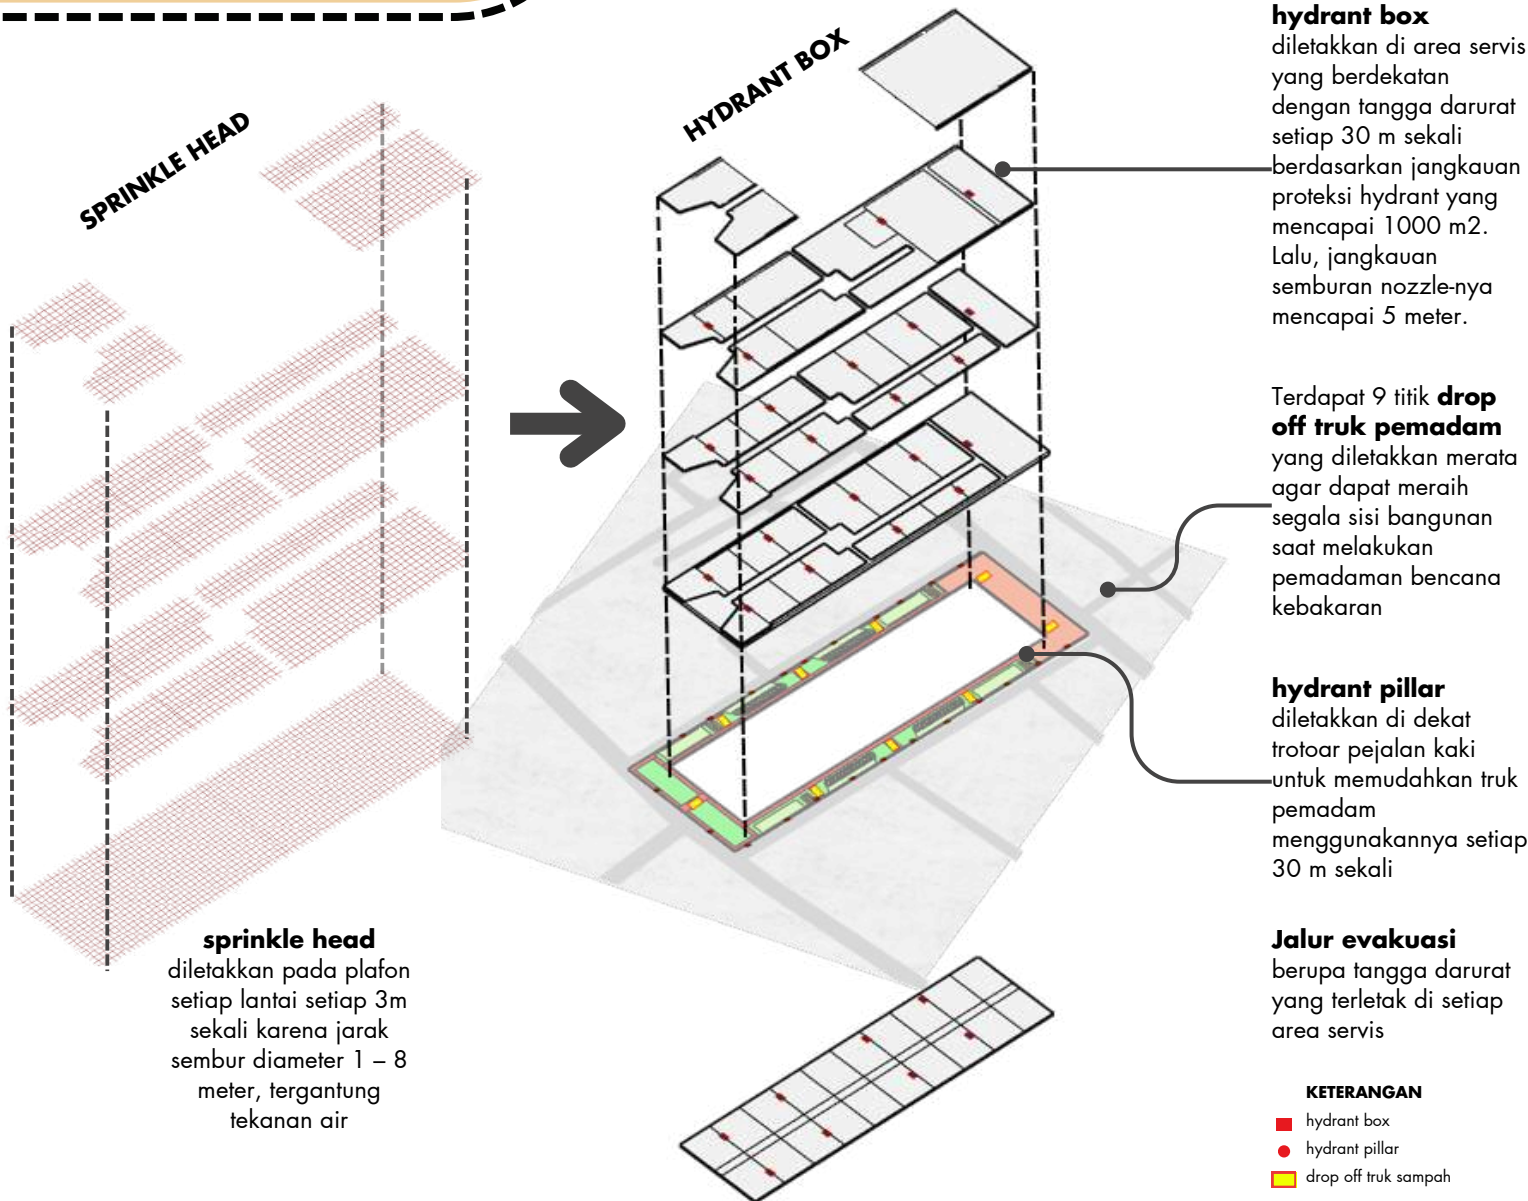 SPRINKLE HEAD
HYDRANT BOX
hydrant box
diletakkan di area servis
yang berdekatan
dengan tangga darurat
setiap 30 m sekali
berdasarkan jangkauan
proteksi hydrant yang
mencapai 1000 m2.
Lalu, jangkauan
semburan nozzle-nya
mencapai 5 meter.
Terdapat 9 titik drop
off truk pemadam
yang diletakkan merata
agar dapat meraih
segala sisi bangunan
saat melakukan
pemadaman bencana
kebakaran
hydrant pillar
diletakkan di dekat
trotoar pejalan kaki
untuk memudahkan truk
pemadam
menggunakannya setiap
30 m sekali
sprinkle head
diletakkan pada plafon
setiap lantai setiap 3m
sekali karena jarak
sembur diameter 1 – 8
meter, tergantung
tekanan air
Jalur evakuasi
berupa tangga darurat
yang terletak di setiap
area servis
KETERANGAN
hydrant box
hydrant pillar
drop off truk sampah